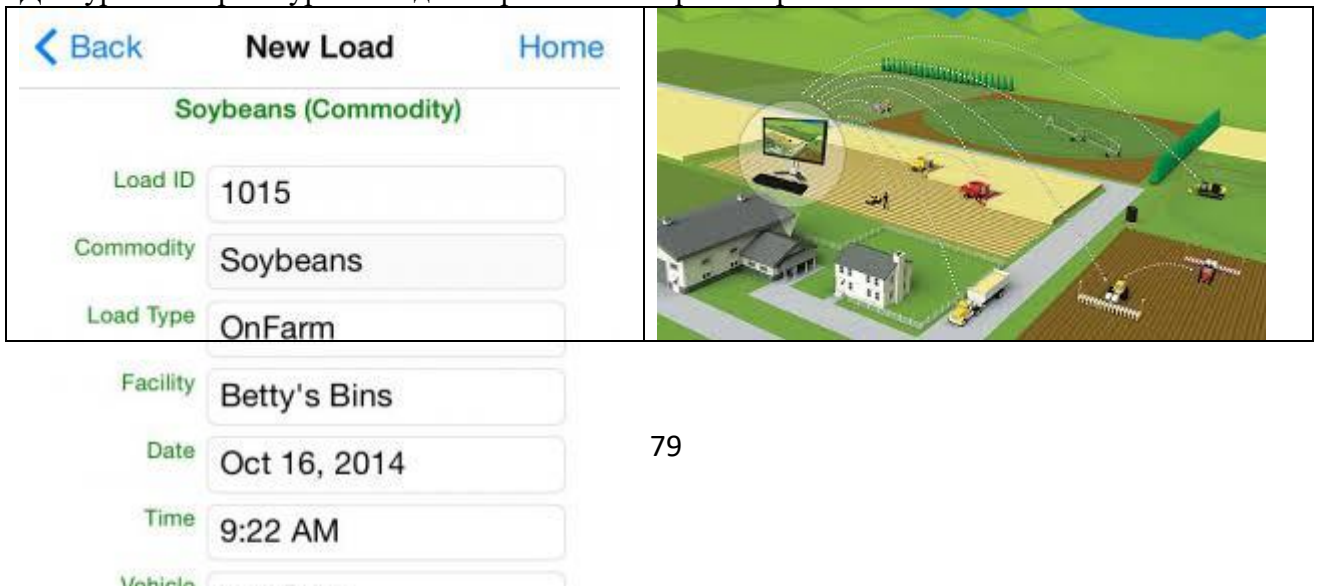 Back New Load Home
Soybeans (Commodity)
Load ID 1015
Commodity Soybeans
Load Type OnFarm
Facility Betty's Bins
Date Oct 16, 2014
79
Time 9:22 AM
Vehicle